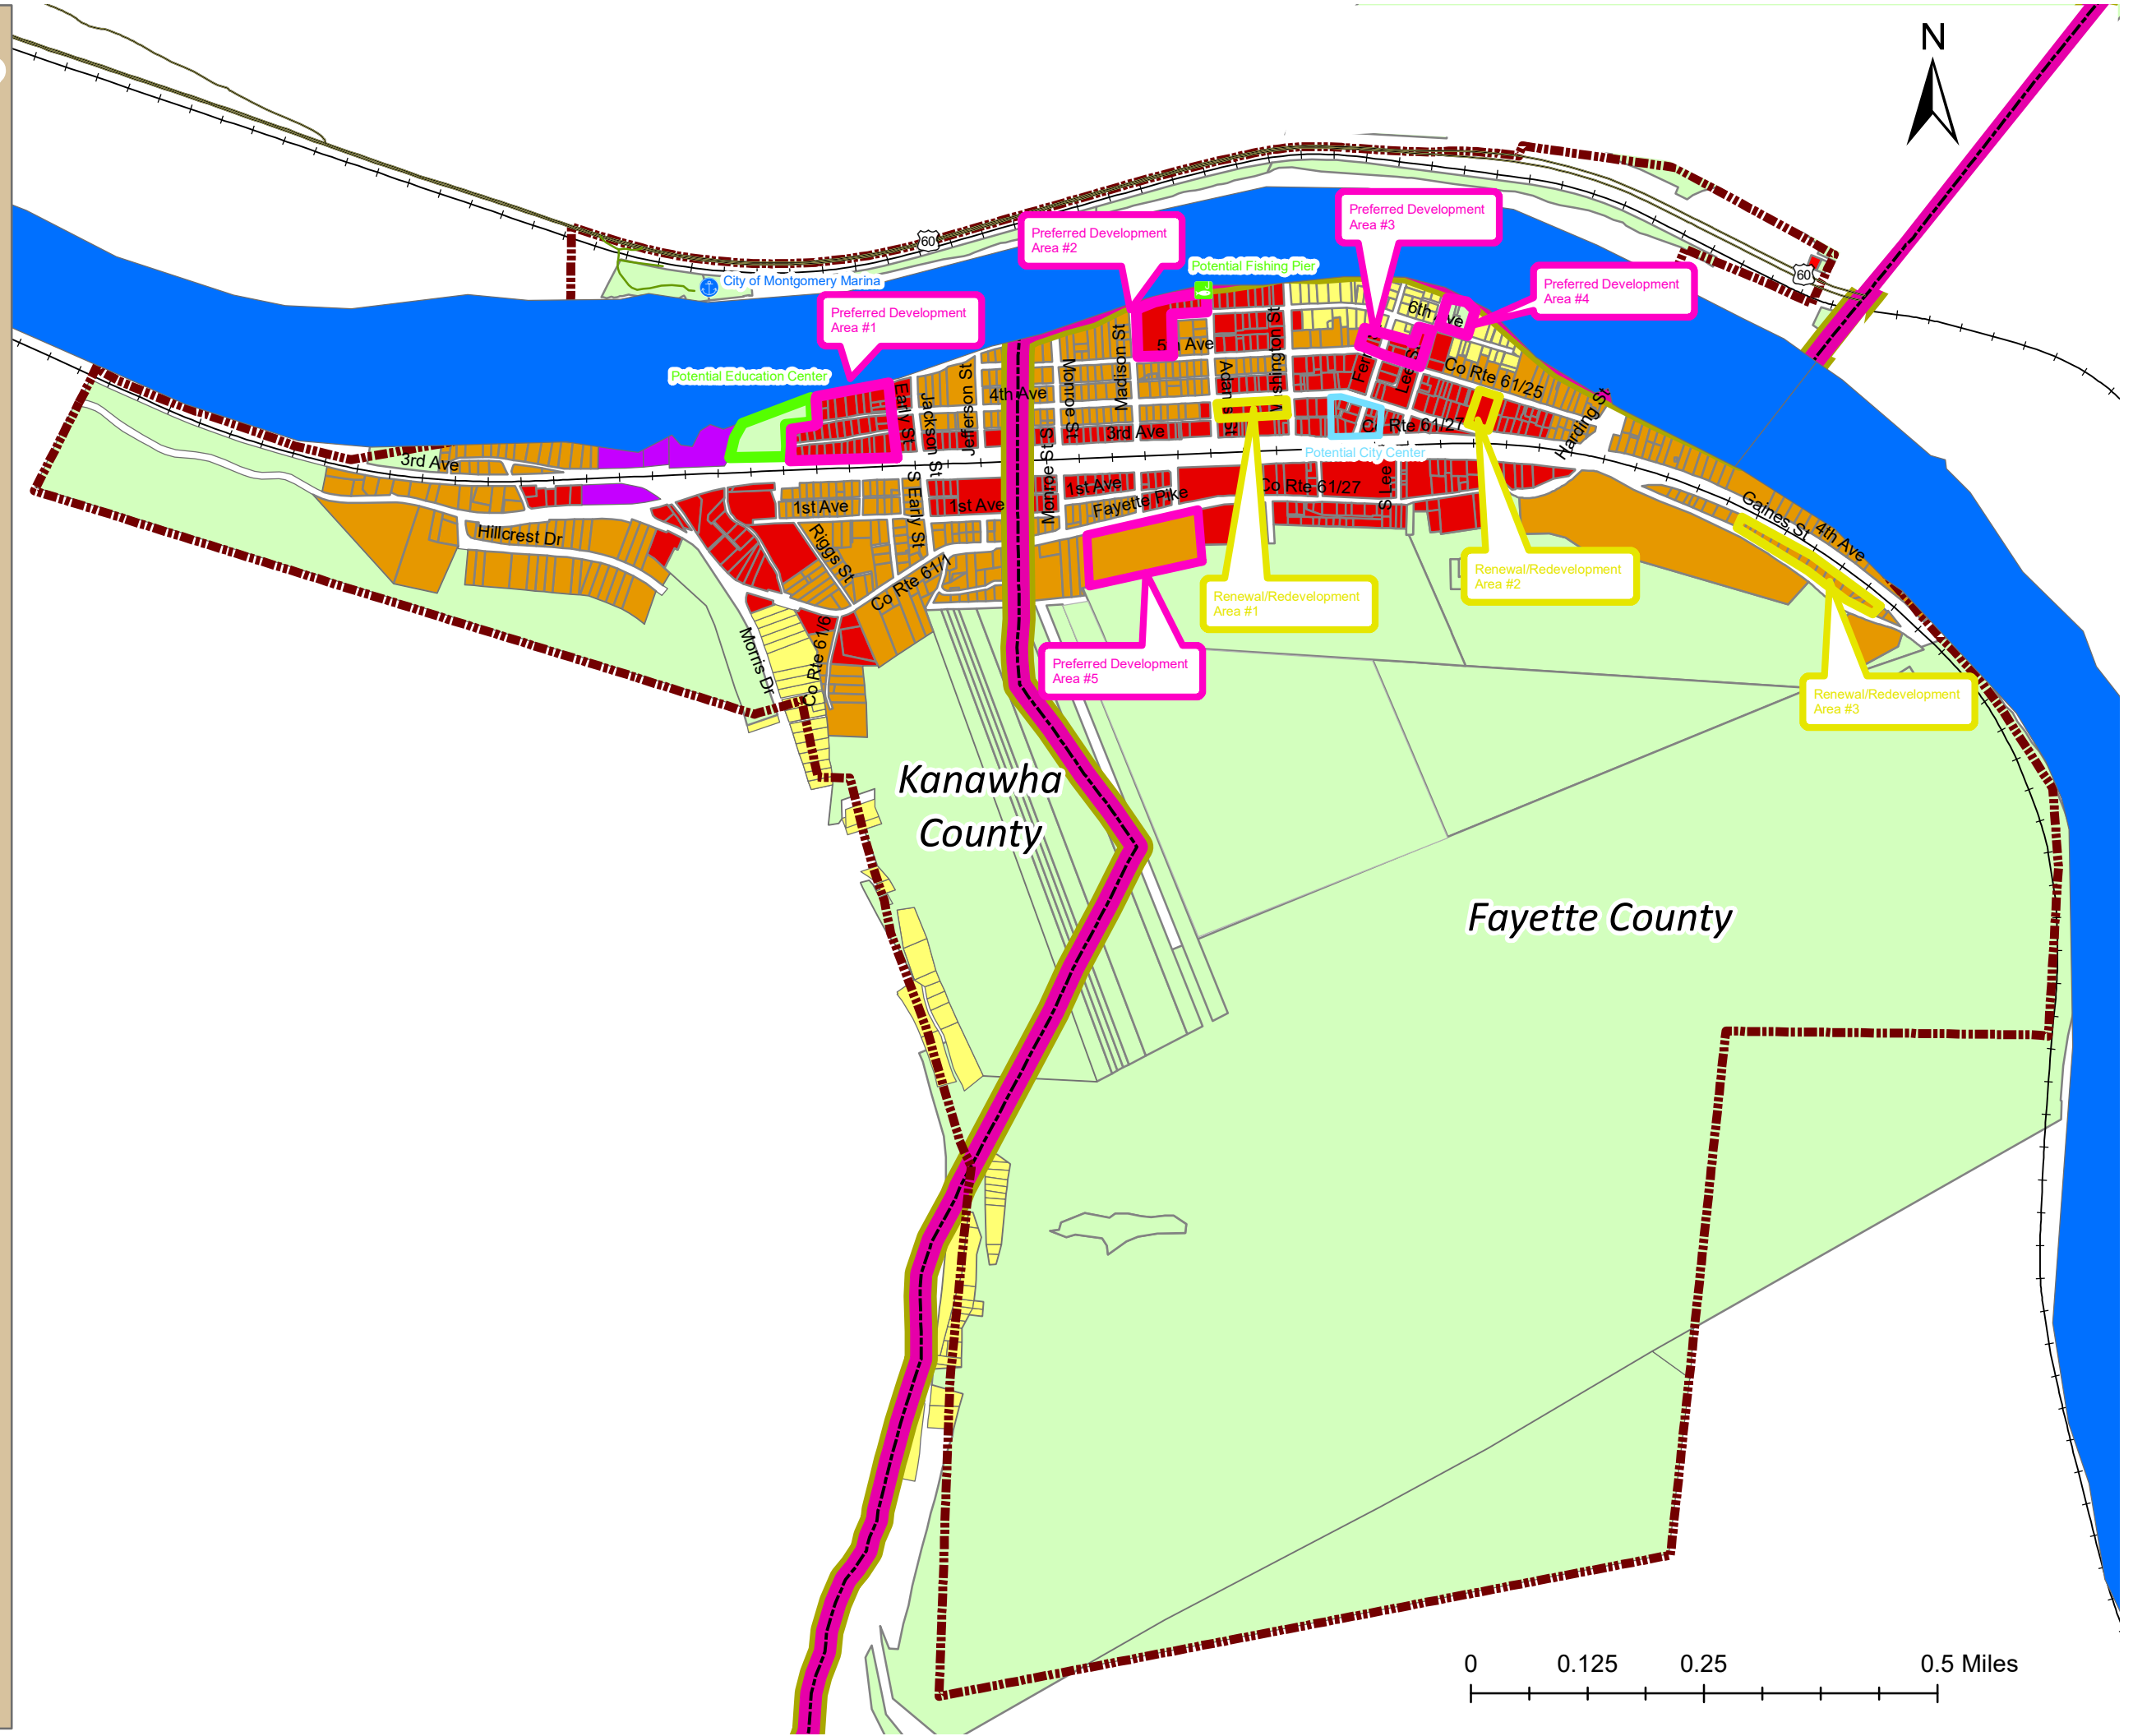 N
60
Preferred Development
Area #3
Preferred Development
Area #2
Potential Fishing Pier
60
City of Montgomery Marina
Preferred Development
Area #4
Preferred Development
Area #1
6th Ave
Potential Education Center
Madison St
Adams St
Washington St
Lee St
Co Rte 61/25
Early St
Jackson St
Jefferson St
4th Ave
Monroe St
3rd Ave
Co Rte 61/27
Harding St
3rd Ave
Potential City Center
1st Ave
S Early St
1st Ave
Monroe St S
1st Ave
Fayette Pike
Co Rte 61/27
S Lee
Gaines St
4th Ave
Hillcrest Dr
Riggs St
Co Rte 61/1
Renewal/Redevelopment
Area #1
Renewal/Redevelopment
Area #2
Morris Dr
Co Rte 61/6
Preferred Development
Area #5
Renewal/Redevelopment
Area #3
Kanawha
County
Fayette County
0 0.125 0.25 0.5 Miles